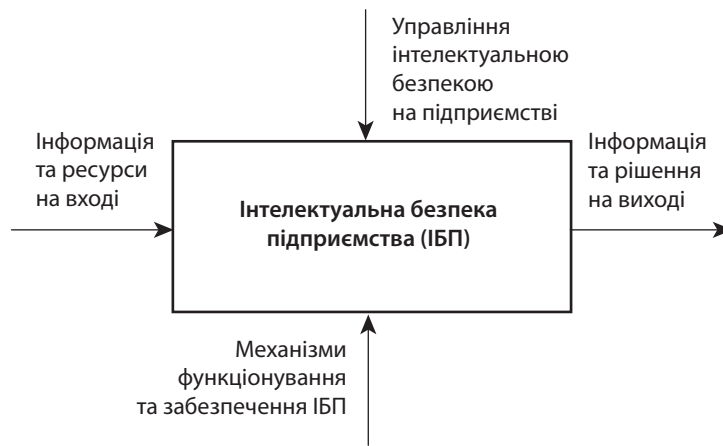 Управління
інтелектуальною
безпекою
на підприємстві
Інформація
та ресурси
на вході
Інтелектуальна безпека
підприємства (ІБП)
Інформація
та рішення
на виході
Механізми
функціонування
та забезпечення ІБП